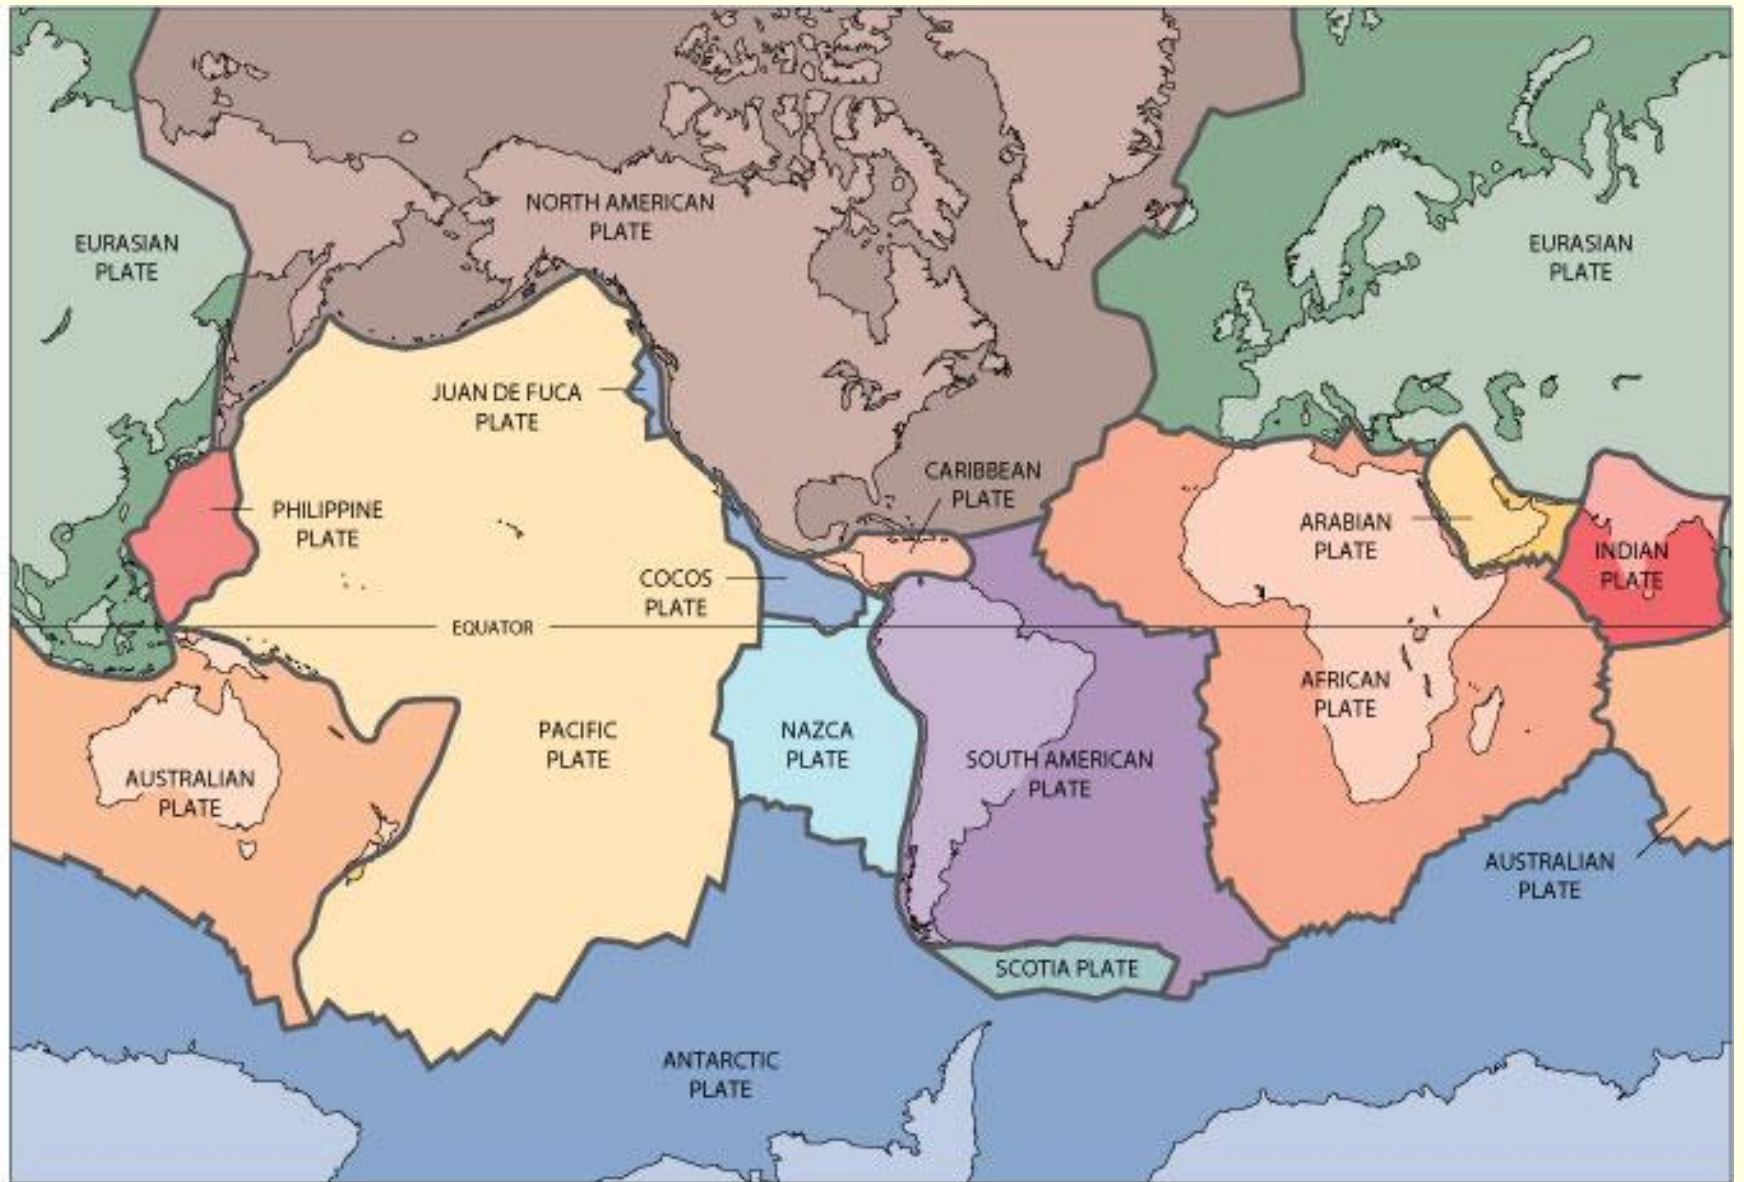 NORTH AMERICAN
PLATE
EURASIAN
PLATE
EURASIAN
PLATE
JUAN DE FUCA
PLATE
CARIBBEAN
PLATE
PHILIPPINE
PLATE
ARABIAN
PLATE
INDIAN
PLATE
COCOS
PLATE
EQUATOR
AFRICAN
PLATE
PACIFIC
PLATE
NAZCA
PLATE
SOUTH AMERICAN
PLATE
AUSTRALIAN
PLATE
AUSTRALIAN
PLATE
SCOTIA PLATE
ANTARCTIC
PLATE